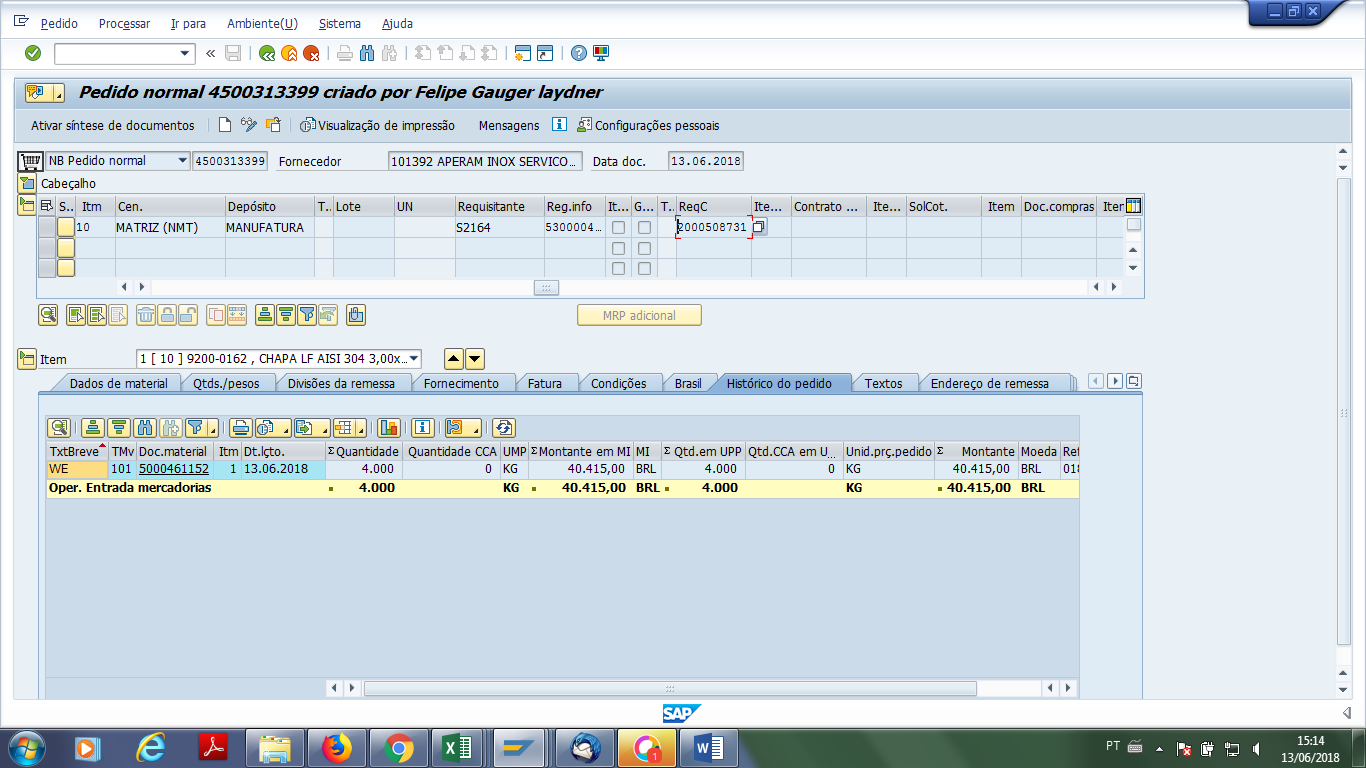 Pedido Processar Ir para Ambiente(U) Sistema Ajuda
Pedido normal 4500313399 criado por Felipe Gauger laydner
Ativar síntese de documentos Visualização de impressão Mensagens Configurações pessoais
NB Pedido normal 4500313399 Fornecedor 101392 APERAM INOX SERVICO... Data doc. 13.06.2018
Cabeçalho
S.. Itm Cen. Depósito T.. Lote UN Requisitante Reg.info It... G... T.. ReqC Ite... Contrato ... Ite... SolCot. Item Doc.compras Iter
10 MATRIZ (NMT) MANUFATURA S2164 5300004... 2000508731
MRP adicional
Item 1 [ 10 ] 9200-0162 , CHAPA LF AISI 304 3,00x...
Dados de material Qtds./pesos Divisões da remessa Fornecimento Fatura Condições Brasil Histórico do pedido Textos Endereço de remessa
TxtBreve TMv Doc.material Itm Dt.lçto. Σ Quantidade Quantidade CCA UMP Σ Montante em MI MI Σ Qtd.em UPP Qtd.CCA em U... Unid.prç.pedido Σ Montante Moeda Ref
WE 101 5000461152 1 13.06.2018 4.000 0 KG 40.415,00 BRL 4.000 0 KG 40.415,00 BRL 018
Oper. Entrada mercadorias 4.000 KG 40.415,00 BRL 4.000 KG 40.415,00 BRL
SAP
PT 15:14
13/06/2018